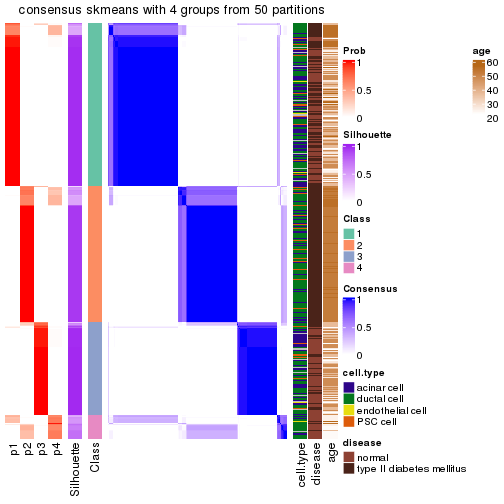 consensus skmeans with 4 groups from 50 partitions
Prob
1
0.5
0
age
60
50
40
30
20
Silhouette
1
0.5
0
Class
1
2
3
4
Consensus
1
0.5
0
cell.type
acinar cell
ductal cell
endothelial cell
PSC cell
disease
normal
type II diabetes mellitus
p1
p2
p3
p4
Silhouette
Class
cell.type
disease
age